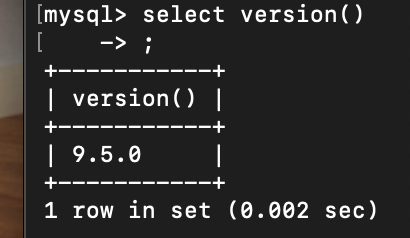 [mysql> select version()
[    -> ;
+-----------+
| version() |
+-----------+
| 9.5.0     |
+-----------+
1 row in set (0.002 sec)